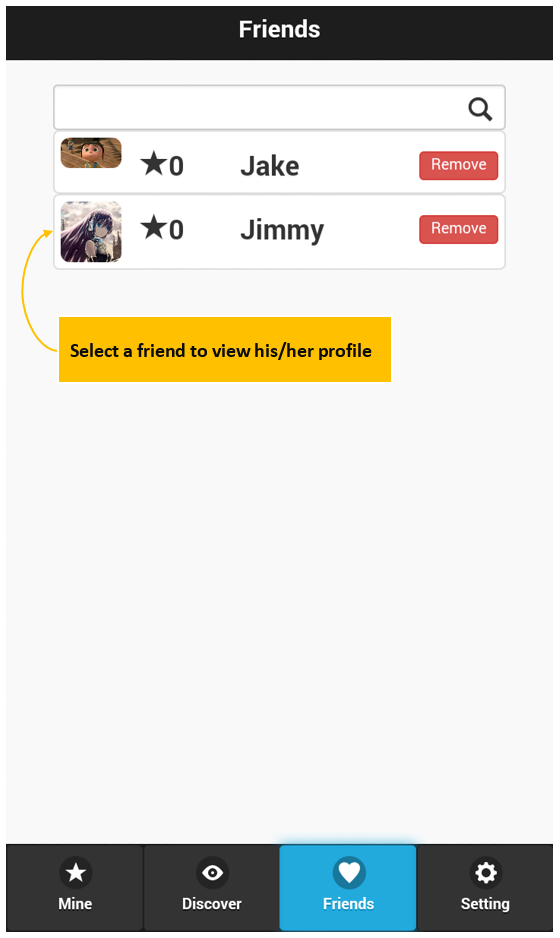 Friends
★0 Jake Remove
★0 Jimmy Remove
Select a friend to view his/her profile
Mine Discover Friends Setting